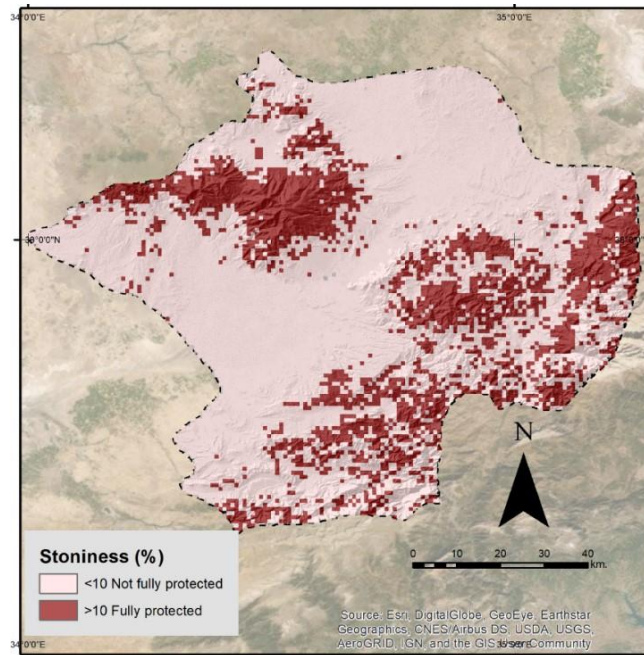 34°0'0"E 35°0'0"E
N
Stoniness (%)
<10 Not fully protected
>10 Fully protected
0 10 20 30 40
km.
Source: Esri, DigitalGlobe, GeoEye, Earthstar
Geographics, CNES/Airbus DS, USDA, USGS,
AeroGRID, IGN, and the GIS User Community
34°0'0"E 35°0'0"E